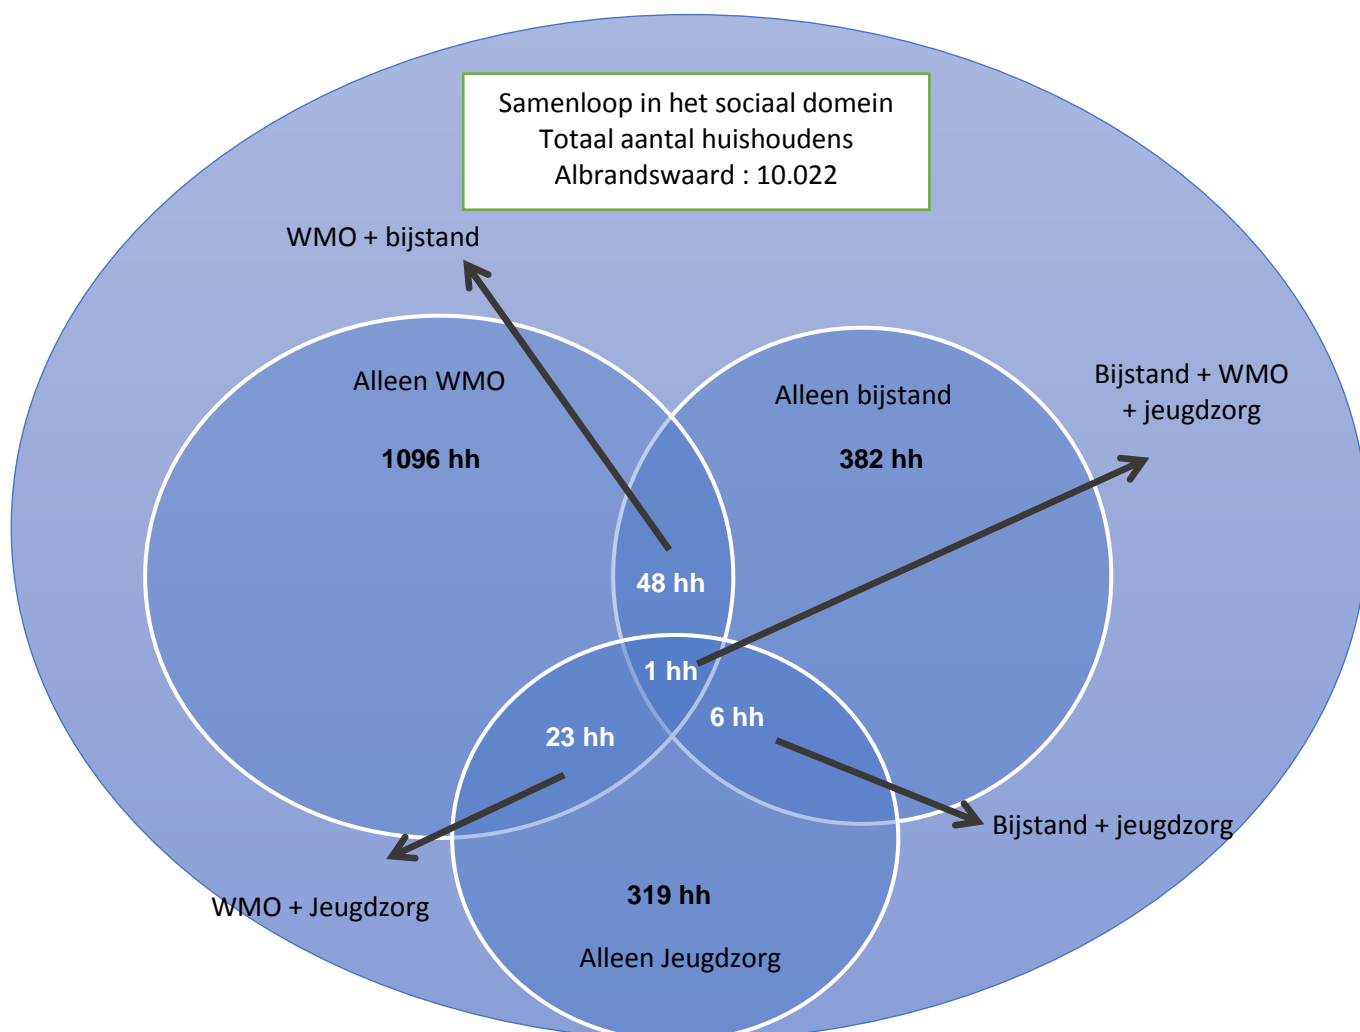 Samenloop in het sociaal domein
Totaal aantal huishoudens
Albrandswaard : 10.022
WMO + bijstand
Alleen WMO
1096 hh
Alleen bijstand
382 hh
Bijstand + WMO
+ jeugdzorg
48 hh
1 hh
6 hh
23 hh
Bijstand + jeugdzorg
WMO + Jeugdzorg
319 hh
Alleen Jeugdzorg